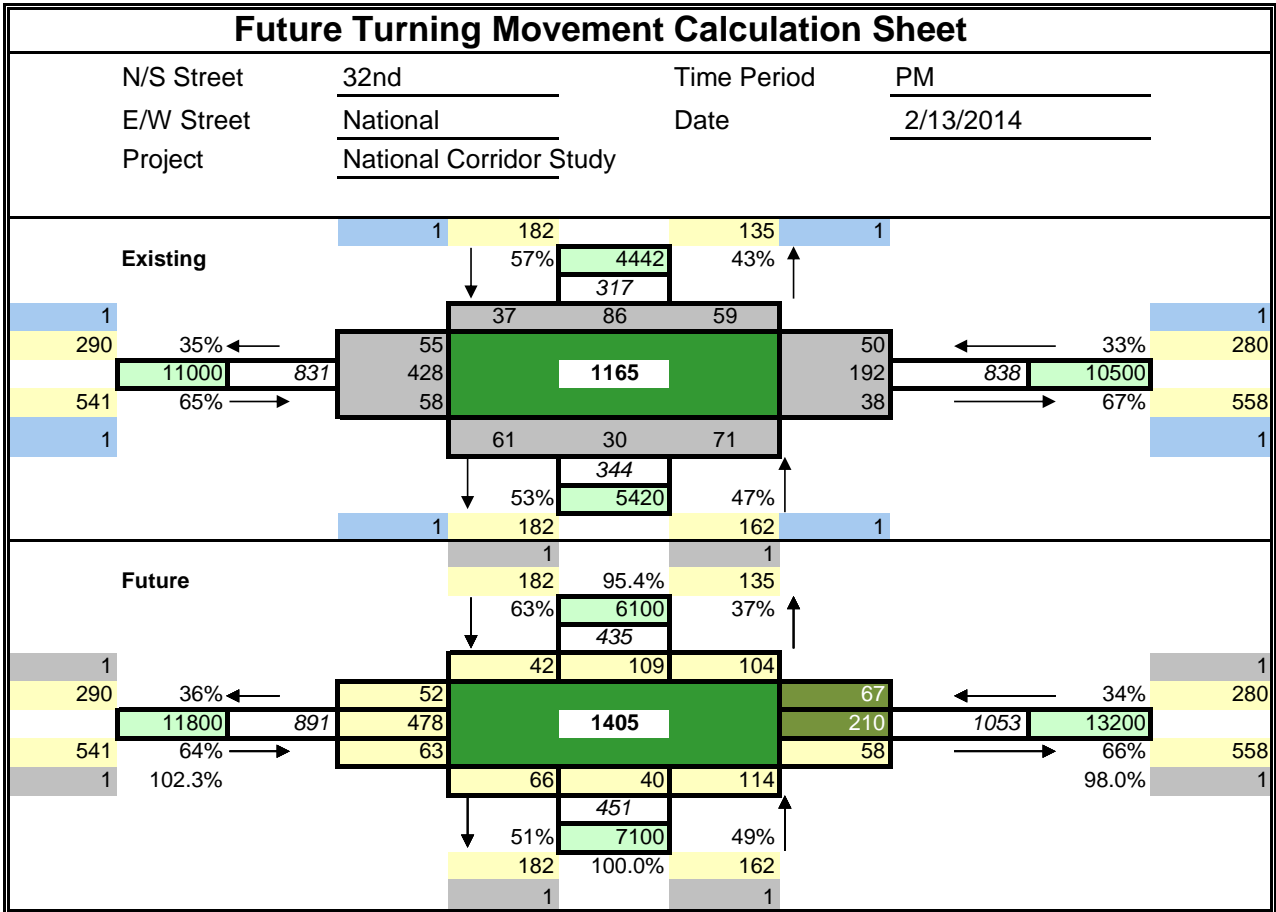 Future Turning Movement Calculation Sheet
N/S Street 32nd Time Period PM
E/W Street National Date 2/13/2014
Project National Corridor Study
1 182 135 1
Existing 57% 4442 43%
317
1 37 86 59 1
290 35% 55 50 33% 280
11000 831 428 1165 192 838 10500
541 65% 58 38 67% 558
1 61 30 71 1
344
53% 5420 47%
1 182 162 1
1 1
Future 182 95.4% 135
63% 6100 37%
435
1 42 109 104 1
290 36% 52 67 34% 280
11800 891 478 1405 210 1053 13200
541 64% 63 58 66% 558
1 102.3% 66 40 114 98.0% 1
451
51% 7100 49%
182 100.0% 162
1 1